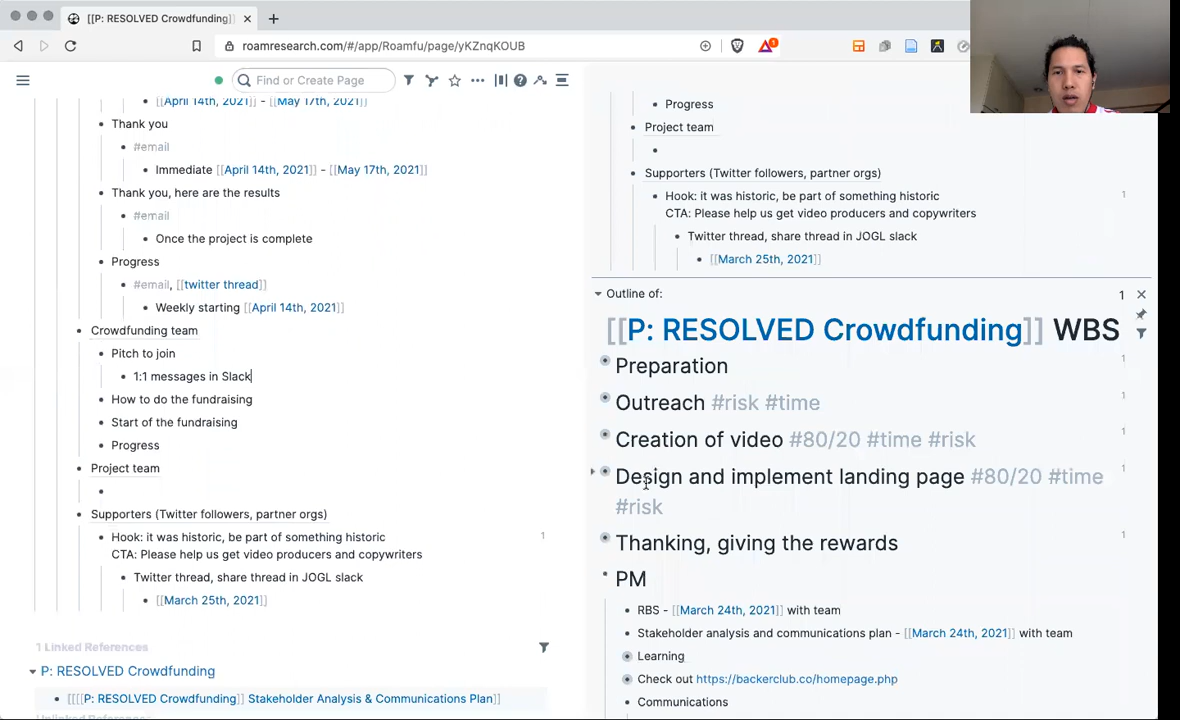 [[P: RESOLVED Crowdfunding]
roamresearch.com/#/app/Roamfu/page/yKZnqKOUB
1
Find or Create Page
[[April 14th, 2021]] - [[May 17th, 2021]]
Thank you
#email
Immediate [[April 14th, 2021]] - [[May 17th, 2021]]
Thank you, here are the results
#email
Once the project is complete
Progress
#email, [[twitter thread]]
Weekly starting [[April 14th, 2021]]
Crowdfunding team
Pitch to join
1:1 messages in Slack
How to do the fundraising
Start of the fundraising
Progress
Project team
Supporters (Twitter followers, partner orgs)
Hook: it was historic, be part of something historic
1
CTA: Please help us get video producers and copywriters
Twitter thread, share thread in JOGL slack
[[March 25th, 2021]]
1 Linked References
P: RESOLVED Crowdfunding
[[[[P: RESOLVED Crowdfunding]] Stakeholder Analysis & Communications Plan]]
Progress
Project team
Supporters (Twitter followers, partner orgs)
Hook: it was historic, be part of something historic
1
CTA: Please help us get video producers and copywriters
Twitter thread, share thread in JOGL slack
[[March 25th, 2021]]
Outline of:
1
[[P: RESOLVED Crowdfunding]] WBS
Preparation
1
Outreach #risk #time
1
Creation of video #80/20 #time #risk
1
Design and implement landing page #80/20 #time
1
#risk
Thanking, giving the rewards
1
PM
RBS - [[March 24th, 2021]] with team
Stakeholder analysis and communications plan - [[March 24th, 2021]] with team
Learning
Check out https://backerclub.co/homepage.php
Communications